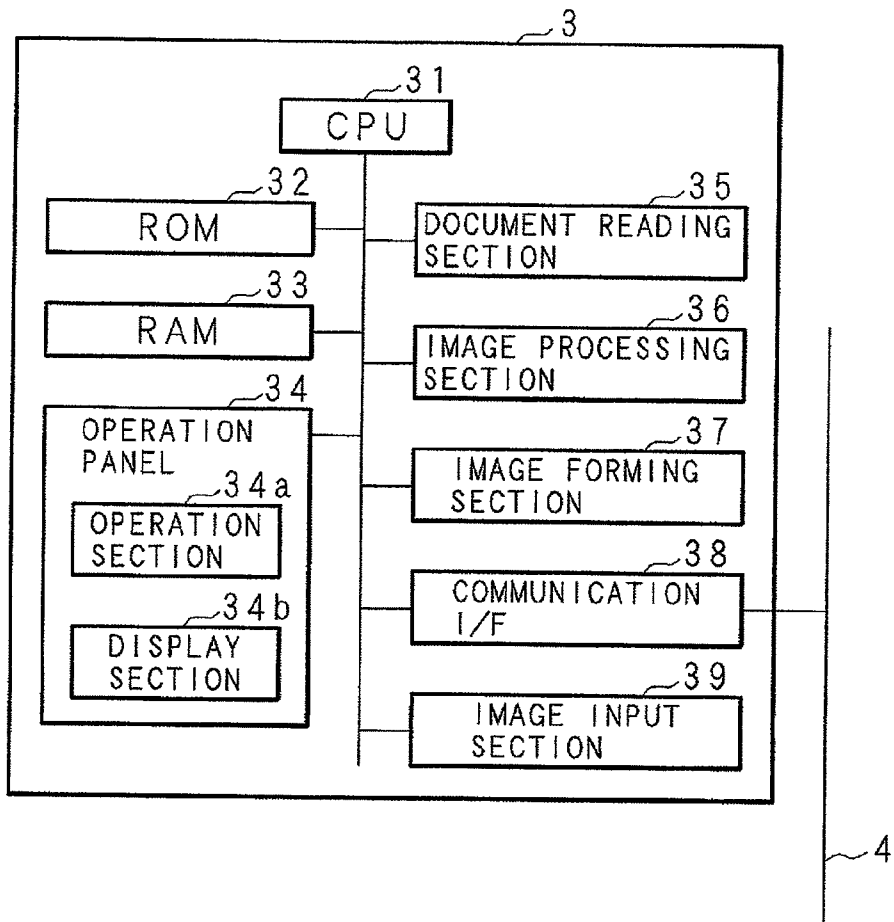 3
31
CPU
32
ROM
33
RAM
34
OPERATION
PANEL
34a
OPERATION
SECTION
34b
DISPLAY
SECTION
35
DOCUMENT READING
SECTION
36
IMAGE PROCESSING
SECTION
37
IMAGE FORMING
SECTION
38
COMMUNICATION
I/F
39
IMAGE INPUT
SECTION
4